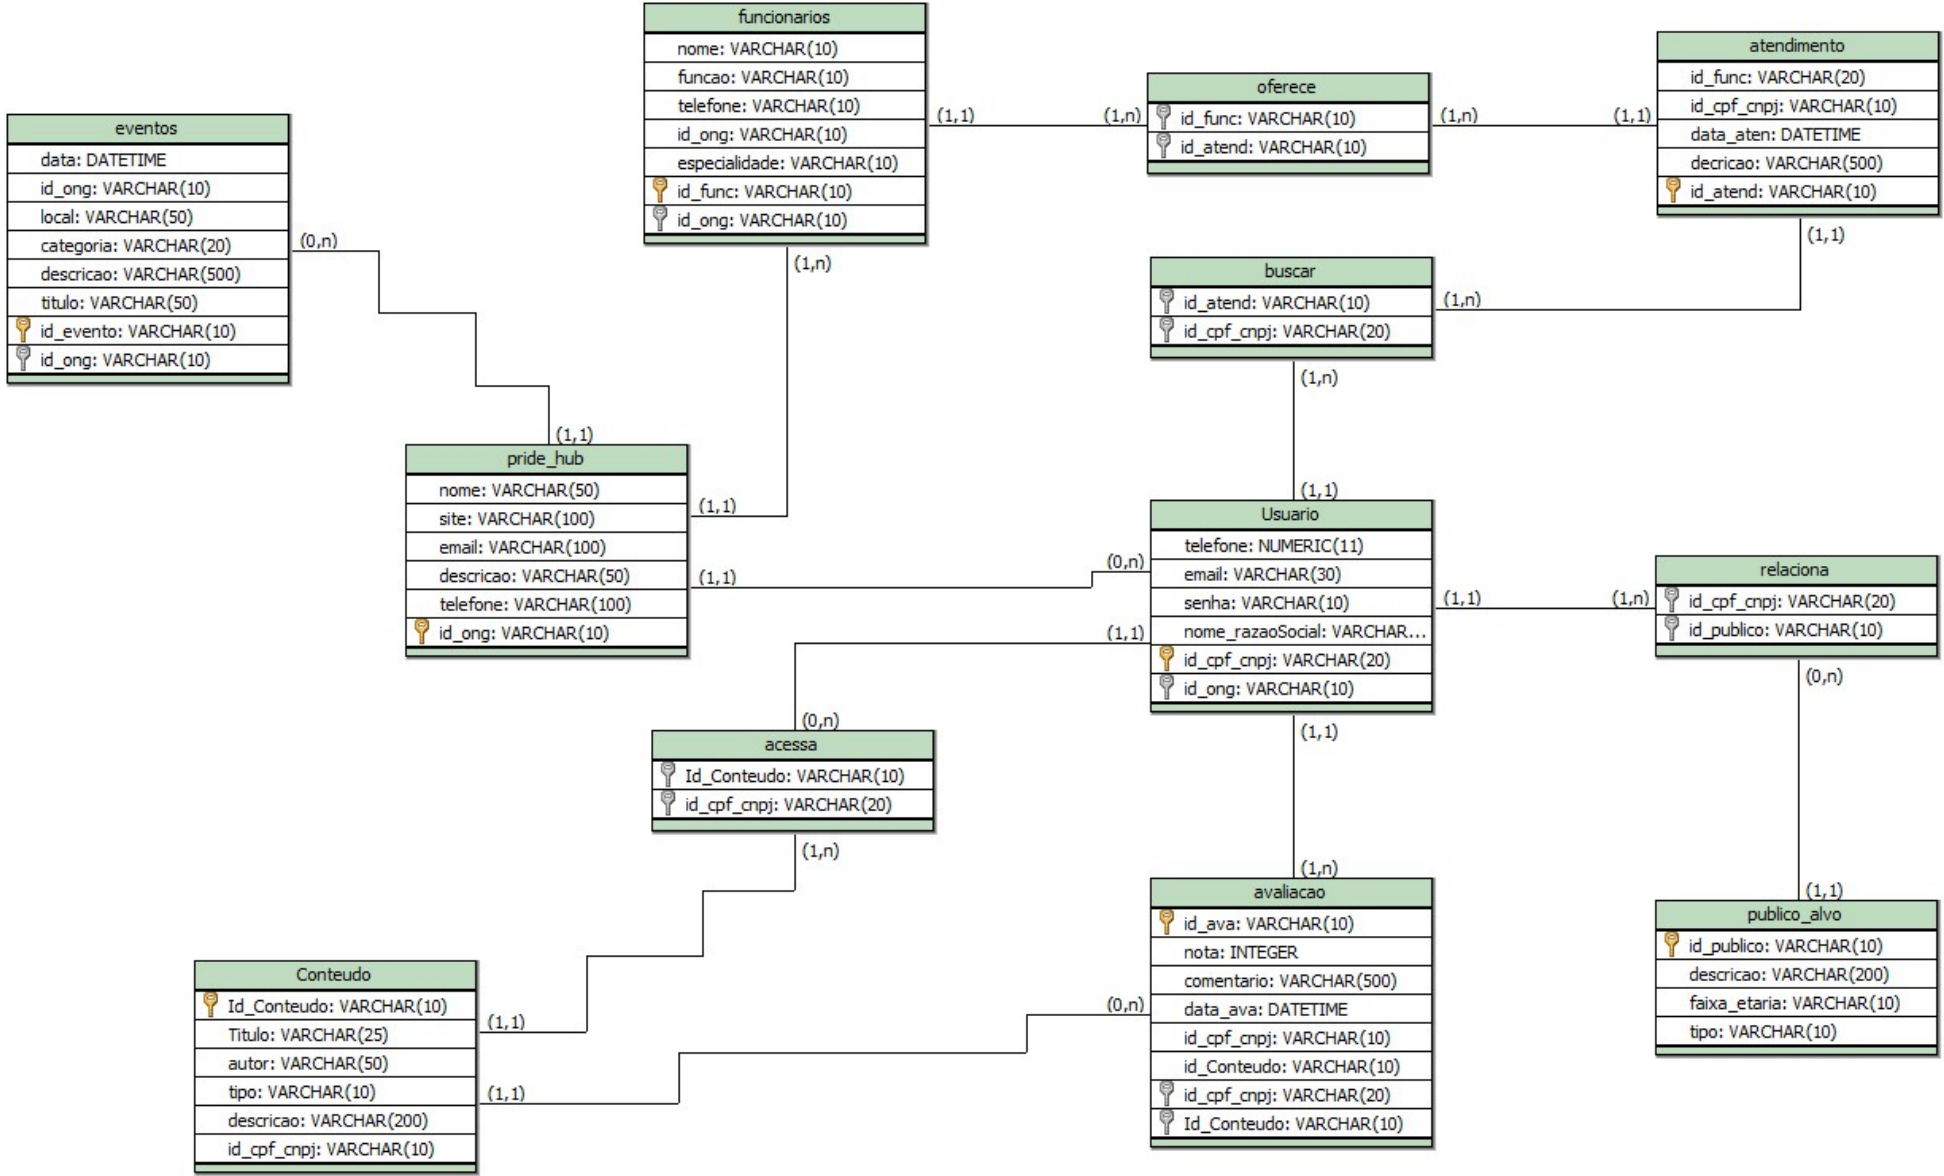 funcionarios
nome: VARCHAR(10)
funcao: VARCHAR(10)
telefone: VARCHAR(10)
id_ong: VARCHAR(10)
especialidade: VARCHAR(10)
id_func: VARCHAR(10)
id_ong: VARCHAR(10)
(1,1)
(1,n)
(1,n)
oferece
id_func: VARCHAR(10)
id_atend: VARCHAR(10)
(1,n)
(1,1)
atendimento
id_func: VARCHAR(20)
id_cpf_cnpj: VARCHAR(10)
data_aten: DATETIME
decricao: VARCHAR(500)
id_atend: VARCHAR(10)
(1,1)
eventos
data: DATETIME
id_ong: VARCHAR(10)
local: VARCHAR(50)
categoria: VARCHAR(20)
descricao: VARCHAR(500)
titulo: VARCHAR(50)
id_evento: VARCHAR(10)
id_ong: VARCHAR(10)
(0,n)
(1,1)
buscar
id_atend: VARCHAR(10)
id_cpf_cnpj: VARCHAR(20)
(1,n)
(1,n)
(1,1)
pride_hub
nome: VARCHAR(50)
site: VARCHAR(100)
email: VARCHAR(100)
descricao: VARCHAR(50)
telefone: VARCHAR(100)
id_ong: VARCHAR(10)
(1,1)
(1,1)
(0,n)
(1,1)
Usuario
telefone: NUMERIC(11)
email: VARCHAR(30)
senha: VARCHAR(10)
nome_razaoSocial: VARCHAR...
id_cpf_cnpj: VARCHAR(20)
id_ong: VARCHAR(10)
(1,1)
(1,n)
(1,1)
relaciona
id_cpf_cnpj: VARCHAR(20)
id_publico: VARCHAR(10)
(0,n)
(1,1)
(0,n)
acessa
Id_Conteudo: VARCHAR(10)
id_cpf_cnpj: VARCHAR(20)
(1,n)
(1,n)
avaliacao
id_ava: VARCHAR(10)
nota: INTEGER
comentario: VARCHAR(500)
data_ava: DATETIME
id_cpf_cnpj: VARCHAR(10)
id_Conteudo: VARCHAR(10)
id_cpf_cnpj: VARCHAR(20)
Id_Conteudo: VARCHAR(10)
(0,n)
publico_alvo
id_publico: VARCHAR(10)
descricao: VARCHAR(200)
faixa_etaria: VARCHAR(10)
tipo: VARCHAR(10)
Conteudo
Id_Conteudo: VARCHAR(10)
Titulo: VARCHAR(25)
autor: VARCHAR(50)
tipo: VARCHAR(10)
descricao: VARCHAR(200)
id_cpf_cnpj: VARCHAR(10)
(1,1)
(1,1)